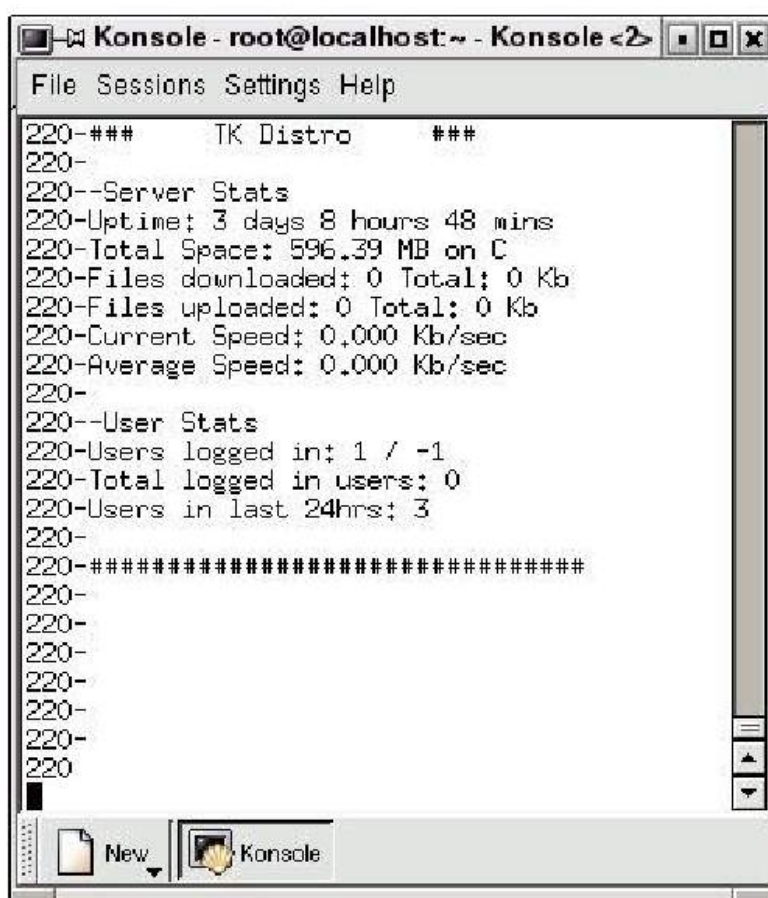 Konsole - root@localhost:~ - Konsole <2>
File Sessions Settings Help
220-### TK Distro ###
220-
220--Server Stats
220-Uptime: 3 days 8 hours 48 mins
220-Total Space: 596.39 MB on C
220-Files downloaded: 0 Total: 0 Kb
220-Files uploaded: 0 Total: 0 Kb
220-Current Speed: 0.000 Kb/sec
220-Average Speed: 0.000 Kb/sec
220-
220--User Stats
220-Users logged in: 1 / -1
220-Total logged in users: 0
220-Users in last 24hrs: 3
220-
220-################################
220-
220-
220-
220-
220-
220-
220
New Konsole